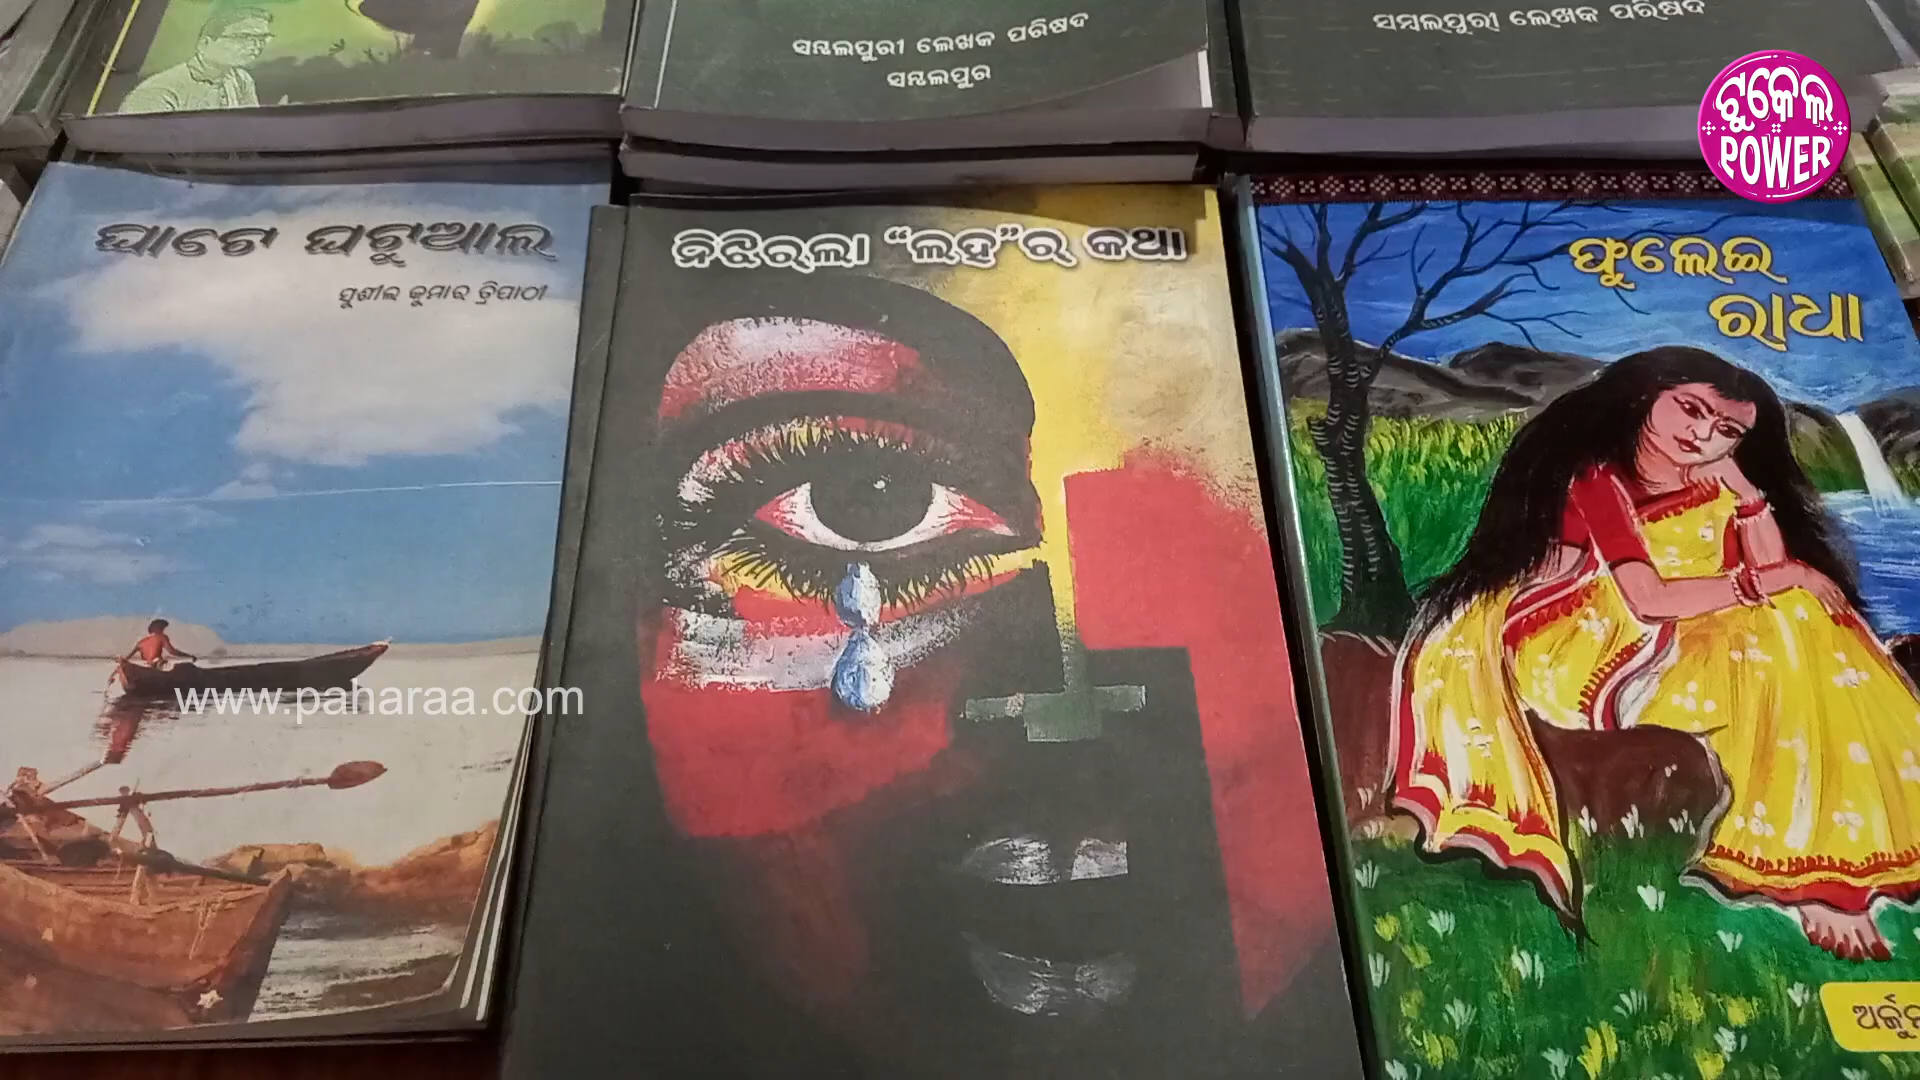 ସମ୍ବଲପୁରୀ ଲେଖକ ପରିଷଦ
ସମ୍ବଲପୁର
ସମ୍ବଲପୁରୀ ଲେଖକ ପରିଷଦ
ଟୁକେଲ
POWER
ଘାଟେ ଘଟୁଆଲ
ସୁଶୀଲ କୁମାର ତ୍ରିପାଠୀ
ନିଝିରଲା “ଲହ”ର କଥା
ଫୁଲେଇ
ରାଧା
www.paharaa.com
ଅର୍ଜୁନ